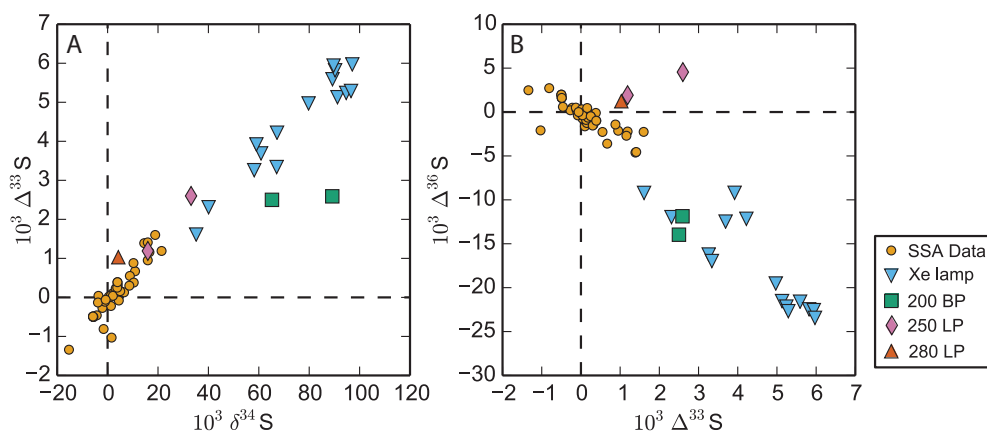 A
7
6
5
4
3
2
1
0
−1
−2
10³ Δ³³S
−20 0 20 40 60 80 100 120
10³ δ³⁴S
B
10
5
0
−5
−10
−15
−20
−25
−30
10³ Δ³⁶S
−2 −1 0 1 2 3 4 5 6 7
10³ Δ³³S
SSA Data
Xe lamp
200 BP
250 LP
280 LP